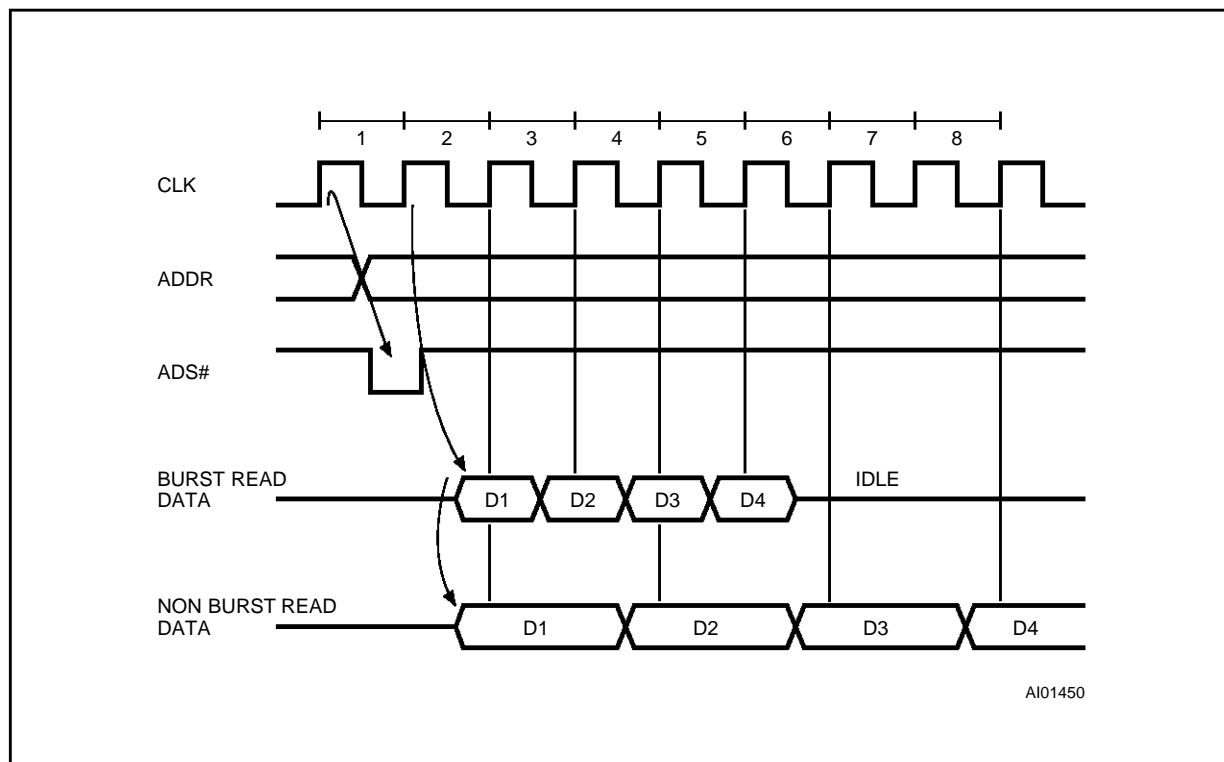 1 2 3 4 5 6 7 8
CLK
ADDR
ADS#
BURST READ
DATA
D1 D2 D3 D4
IDLE
NON BURST READ
DATA
D1 D2 D3 D4
AI01450